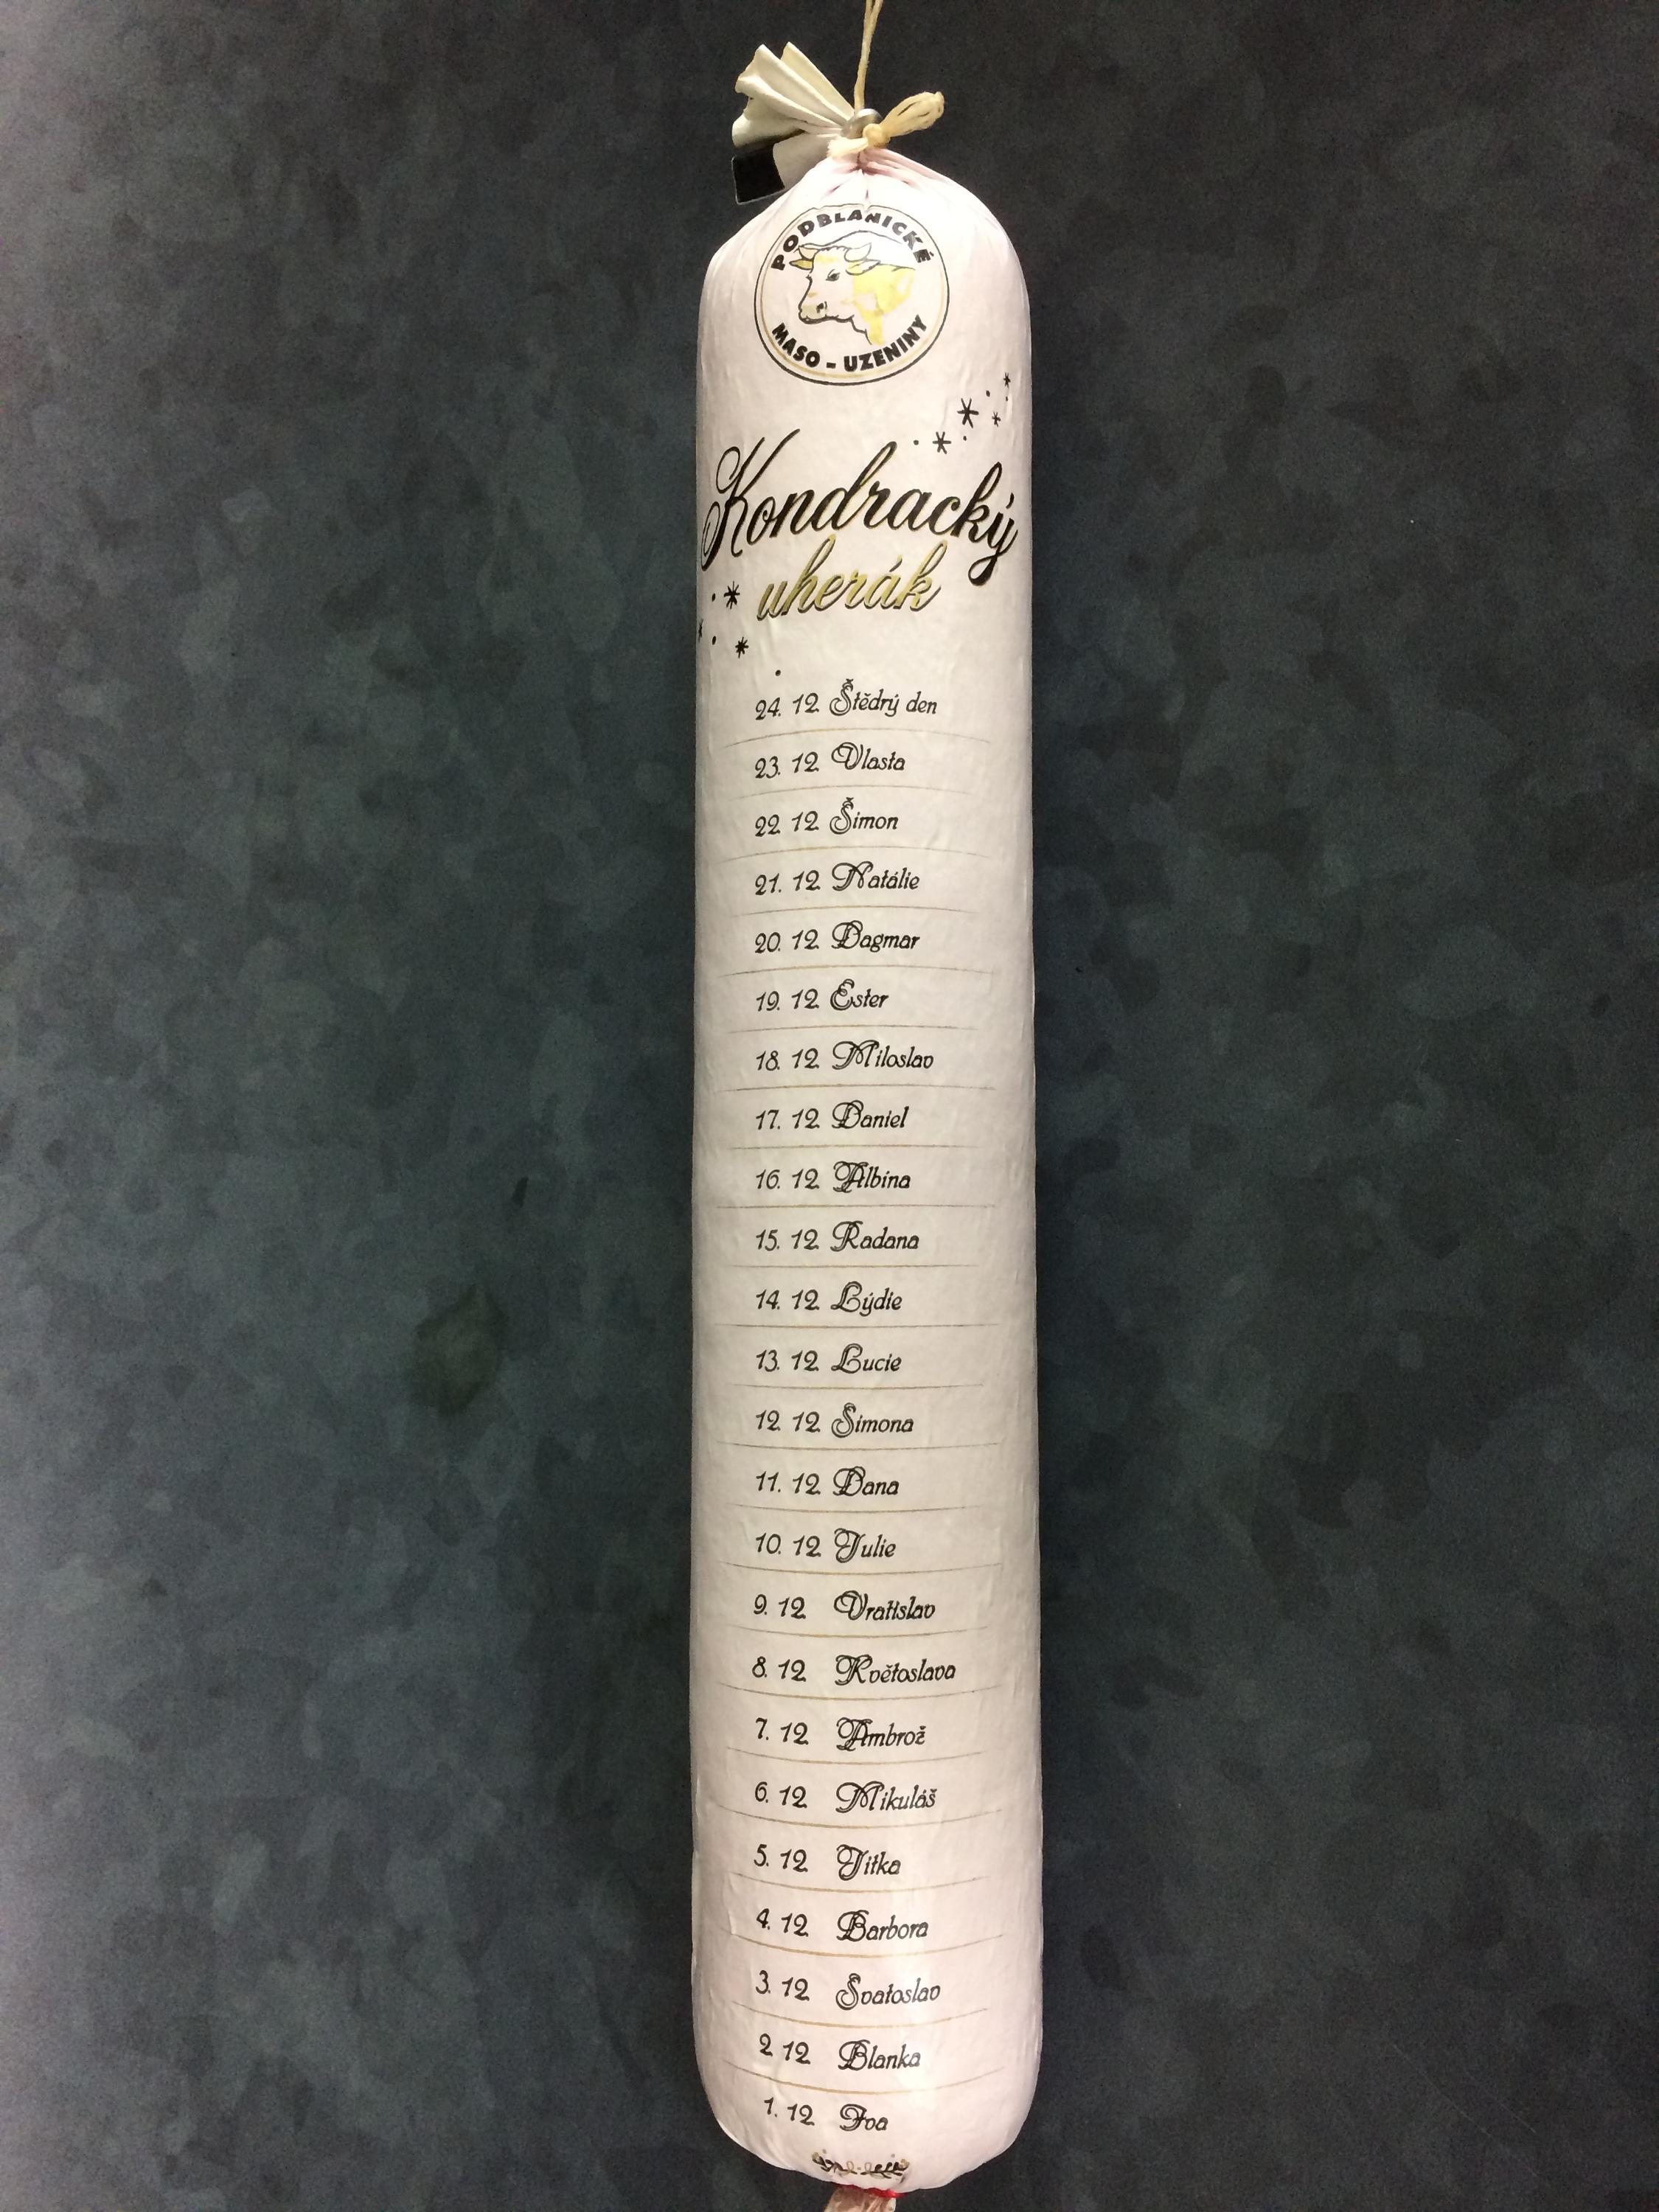 PODBLANICKÉ
MASO - UZENINY
Kondracký
uherák
24. 12. Štědrý den
23. 12. Vlasta
22. 12. Šimon
21. 12. Natálie
20. 12. Dagmar
19. 12. Ester
18. 12. Miloslav
17. 12. Daniel
16. 12. Albina
15. 12. Radana
14. 12. Lýdie
13. 12. Lucie
12. 12. Simona
11. 12. Dana
10. 12. Julie
9. 12. Vratislav
8. 12. Květoslava
7. 12. Ambrož
6. 12. Mikuláš
5. 12. Jitka
4. 12. Barbora
3. 12. Svatoslav
2. 12. Blanka
1. 12. Iva